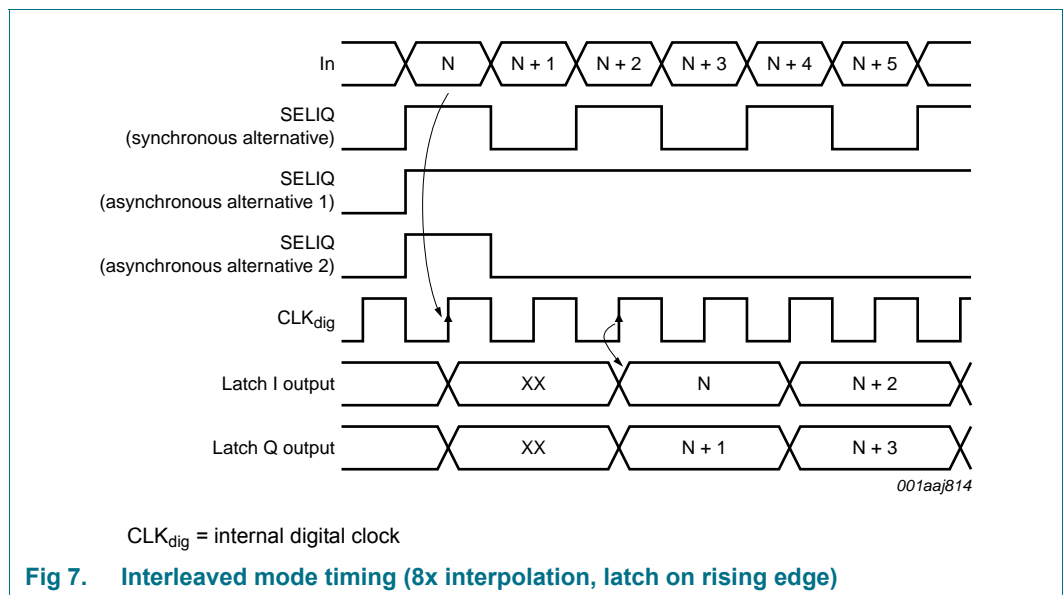 In N N + 1 N + 2 N + 3 N + 4 N + 5
SELIQ
(synchronous alternative)
SELIQ
(asynchronous alternative 1)
SELIQ
(asynchronous alternative 2)
CLKdig
Latch I output XX N N + 2
Latch Q output XX N + 1 N + 3
001aaj814
CLKdig = internal digital clock
Fig 7. Interleaved mode timing (8x interpolation, latch on rising edge)